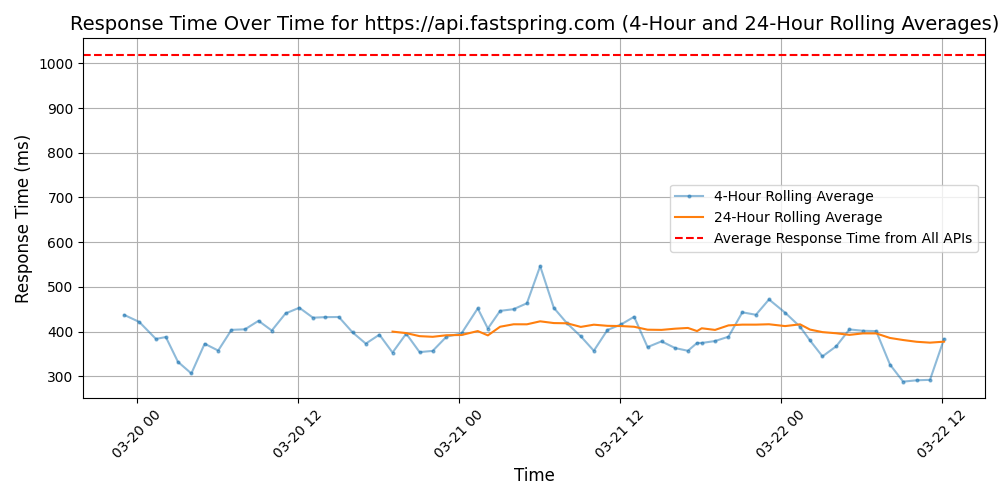 Response Time Over Time for https://api.fastspring.com (4-Hour and 24-Hour Rolling Averages)
Response Time (ms)
1000
900
800
700
600
500
400
300
4-Hour Rolling Average
24-Hour Rolling Average
Average Response Time from All APIs
03-20 00
03-20 12
03-21 00
03-21 12
03-22 00
03-22 12
Time